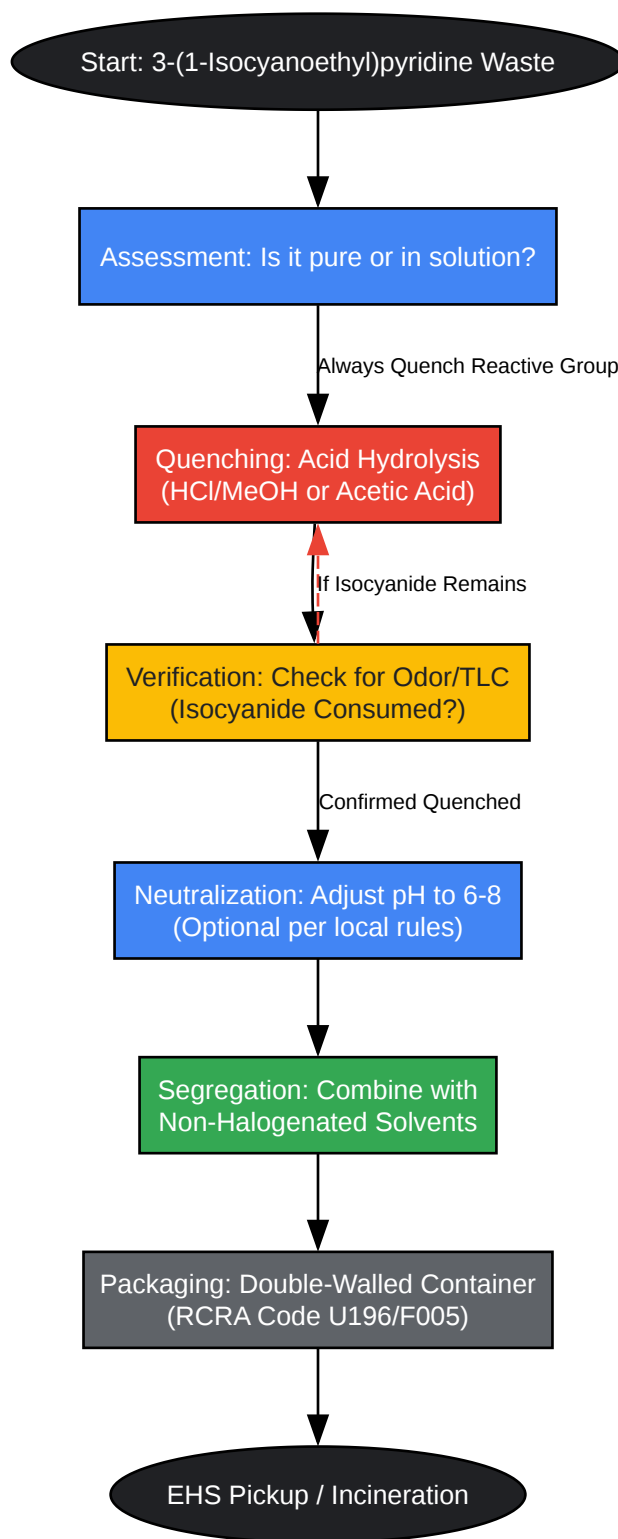 Start: 3-(1-Isocyanoethyl)pyridine Waste
Assessment: Is it pure or in solution?
Always Quench Reactive Group
Quenching: Acid Hydrolysis
(HCl/MeOH or Acetic Acid)
If Isocyanide Remains
Verification: Check for Odor/TLC
(Isocyanide Consumed?)
Confirmed Quenched
Neutralization: Adjust pH to 6-8
(Optional per local rules)
Segregation: Combine with
Non-Halogenated Solvents
Packaging: Double-Walled Container
(RCRA Code U196/F005)
EHS Pickup / Incineration